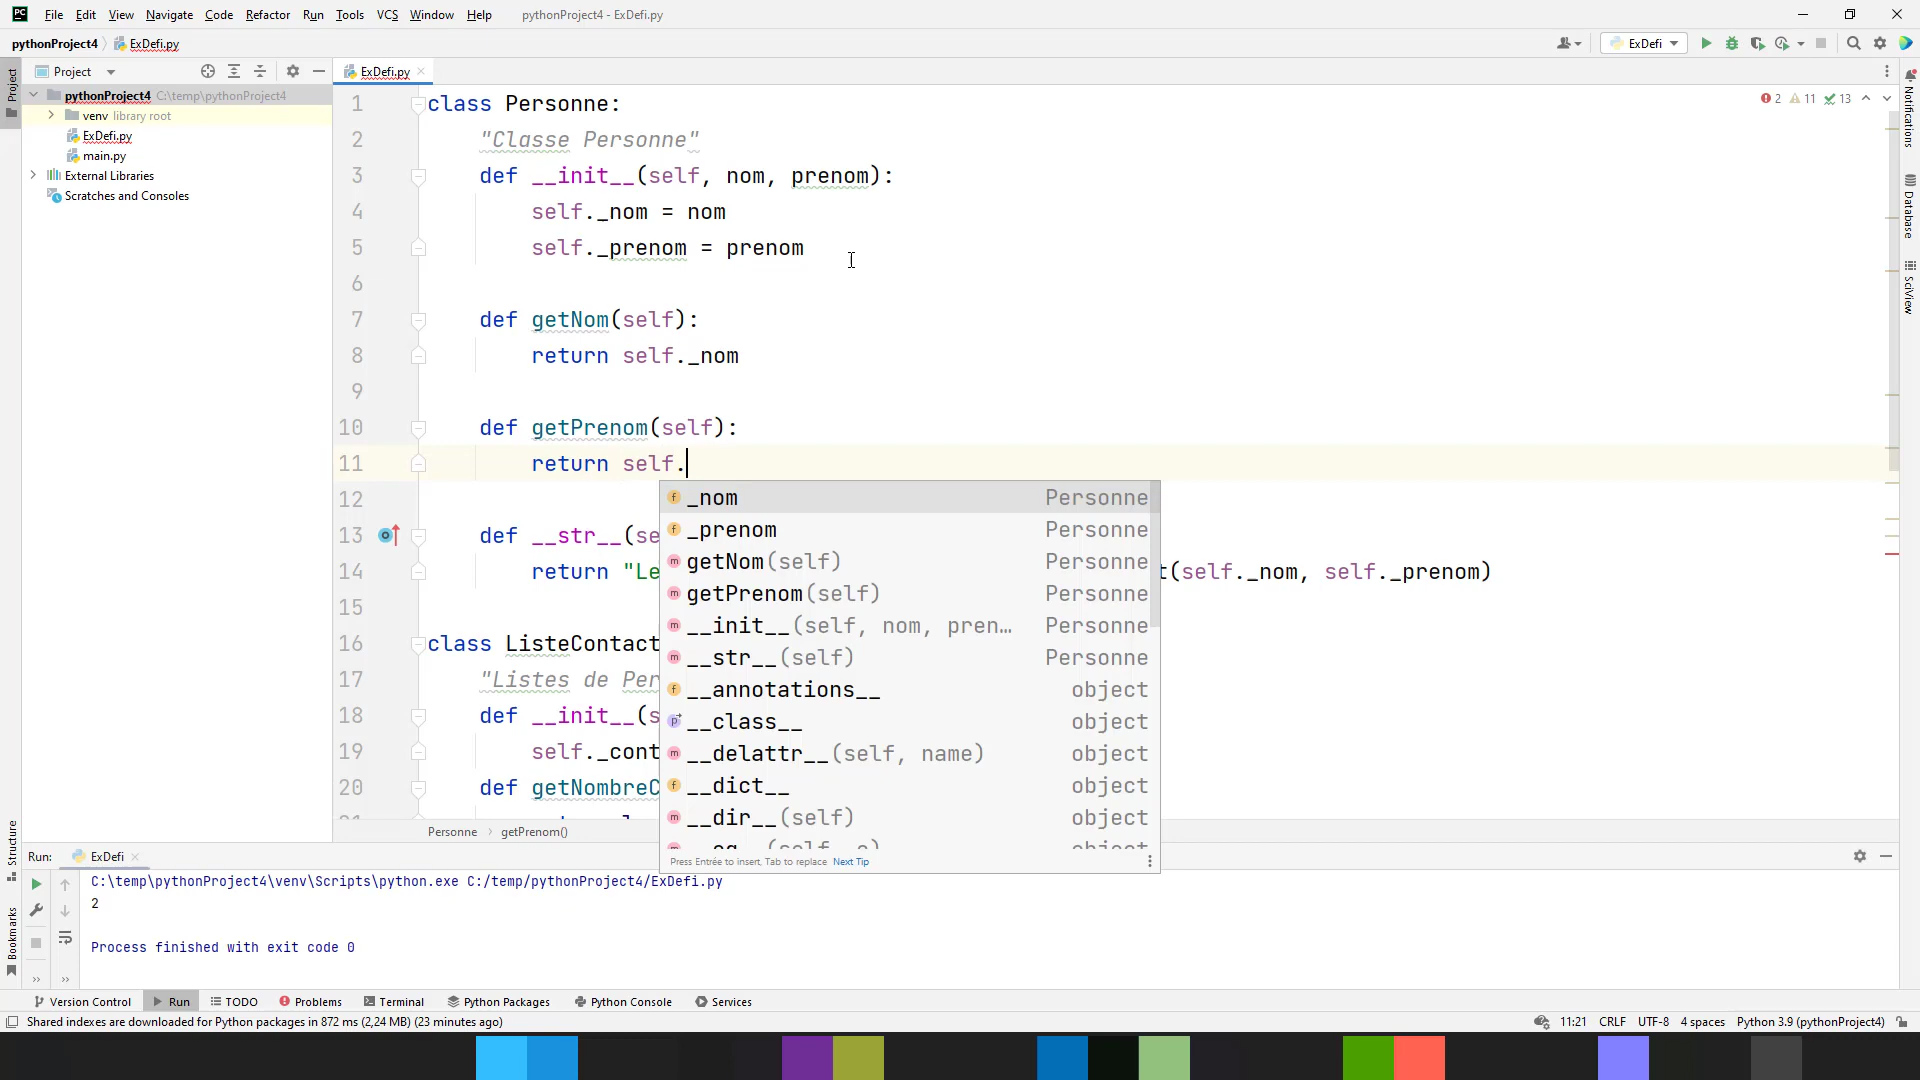 PC File Edit View Navigate Code Refactor Run Tools VCS Window Help pythonProject4 - ExDefi.py
pythonProject4 ExDefi.py
ExDefi
Project
ExDefi.py
pythonProject4 C:\temp\pythonProject4
venv library root
ExDefi.py
main.py
External Libraries
Scratches and Consoles
Project
Structure
Bookmarks
2 11 13
1 class Personne:
2 "Classe Personne"
3 def __init__(self, nom, prenom):
4 self._nom = nom
5 self._prenom = prenom
6
7 def getNom(self):
8 return self._nom
9
10 def getPrenom(self):
11 return self.
12
13 def __str__(se
14 return "Le t(self._nom, self._prenom)
15
16 class ListeContact
17 "Listes de Per
18 def __init__(s
19 self._cont
20 def getNombreC
_nom Personne
_prenom Personne
getNom(self) Personne
getPrenom(self) Personne
__init__(self, nom, pren… Personne
__str__(self) Personne
__annotations__ object
__class__ object
__delattr__(self, name) object
__dict__ object
__dir__(self) object
Press Entrée to insert, Tab to replace Next Tip
Personne getPrenom()
Notifications
Database
SciView
Run: ExDefi
C:\temp\pythonProject4\venv\Scripts\python.exe C:/temp/pythonProject4/ExDefi.py
2
Process finished with exit code 0
Version Control Run TODO Problems Terminal Python Packages Python Console Services
Shared indexes are downloaded for Python packages in 872 ms (2,24 MB) (23 minutes ago) 11:21 CRLF UTF-8 4 spaces Python 3.9 (pythonProject4)